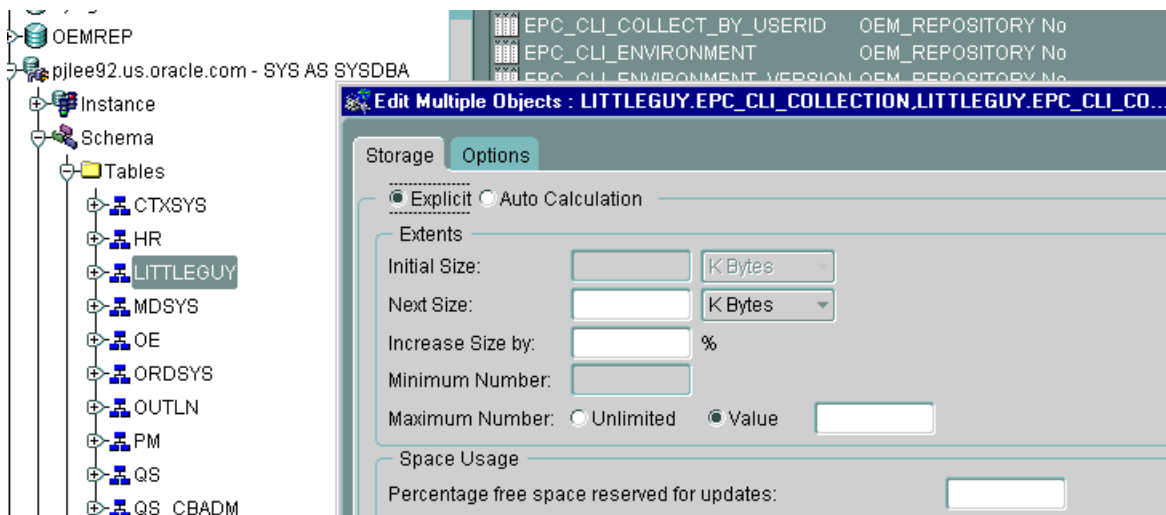 OEMREP
pjlee92.us.oracle.com - SYS AS SYSDBA
Instance
Schema
Tables
CTXSYS
HR
LITTLEGUY
MDSYS
OE
ORDSYS
OUTLN
PM
QS
QS_CBADM
EPC_CLI_COLLECT_BY_USERID OEM_REPOSITORY No
EPC_CLI_ENVIRONMENT OEM_REPOSITORY No
EPC_CLI_ENVIRONMENT_VERSION OEM_REPOSITORY No
Edit Multiple Objects : LITTLEGUY.EPC_CLI_COLLECTION,LITTLEGUY.EPC_CLI_CO...
Storage Options
Explicit Auto Calculation
Extents
Initial Size: K Bytes
Next Size: K Bytes
Increase Size by: %
Minimum Number:
Maximum Number: Unlimited Value
Space Usage
Percentage free space reserved for updates: